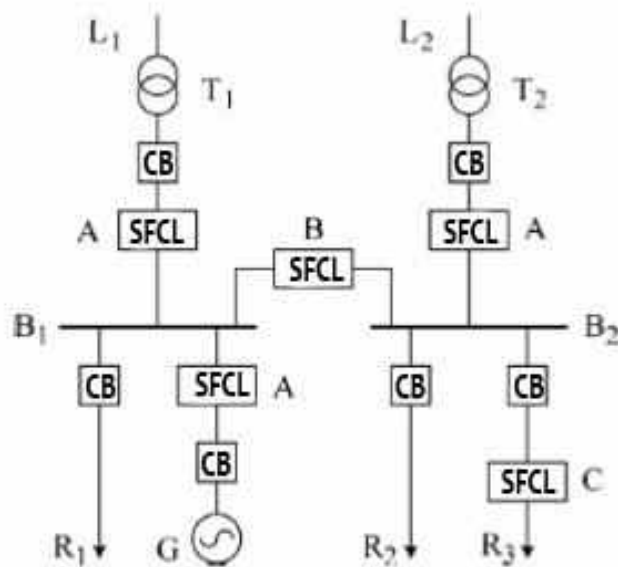 L₁ L₂
T₁ T₂
CB CB
A SFCL B SFCL A
SFCL
B₁ B₂
CB SFCL A CB CB
CB SFCL C
R₁ G R₂ R₃